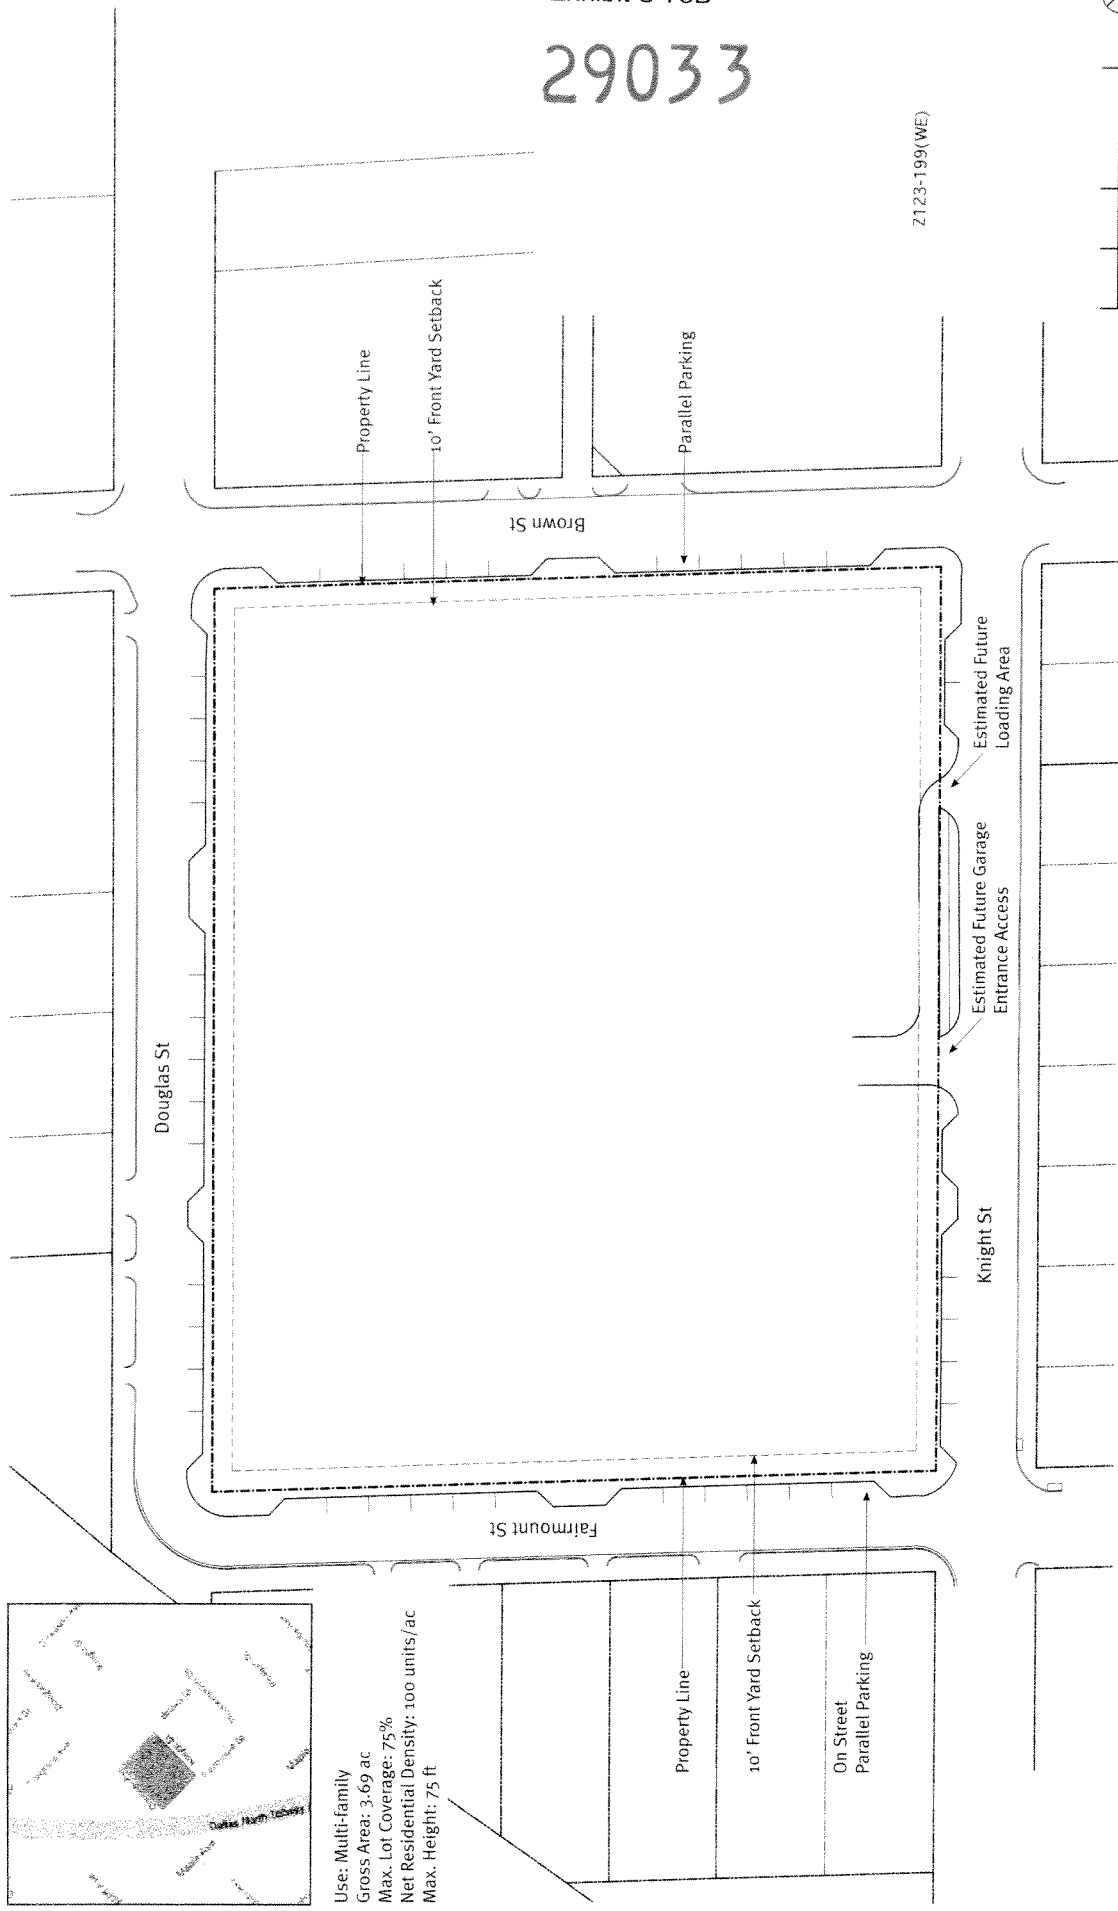 29033
Z123-199(WE)
Property Line
10' Front Yard Setback
Parallel Parking
Brown St
Douglas St
Estimated Future
Loading Area
Estimated Future Garage
Entrance Access
Knight St
Fairmount St
Property Line
10' Front Yard Setback
On Street
Parallel Parking
Use: Multi-family
Gross Area: 3.69 ac
Max. Lot Coverage: 75%
Net Residential Density: 100 units/ac
Max. Height: 75 ft
Dallas North Tollway